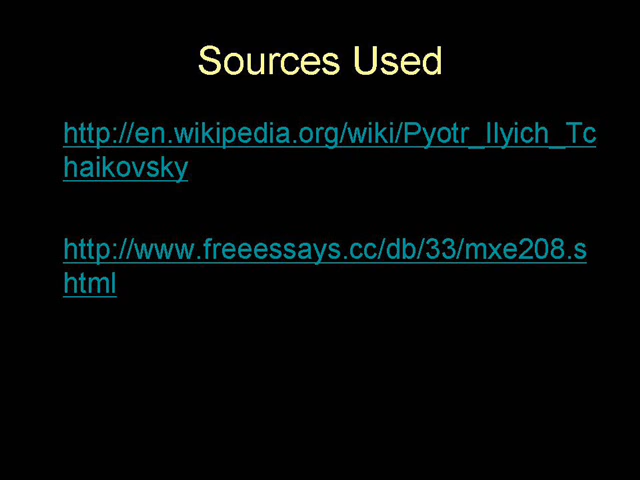 Sources Used
http://en.wikipedia.org/wiki/Pyotr_Ilyich_Tc
haikovsky
http://www.freeessays.cc/db/33/mxe208.s
html